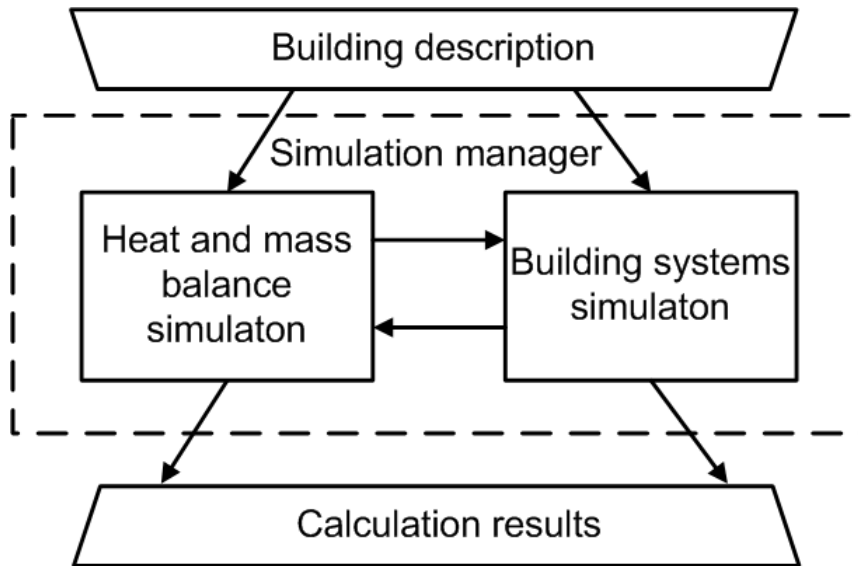 Building description
Simulation manager
Heat and mass
balance
simulaton
Building systems
simulaton
Calculation results